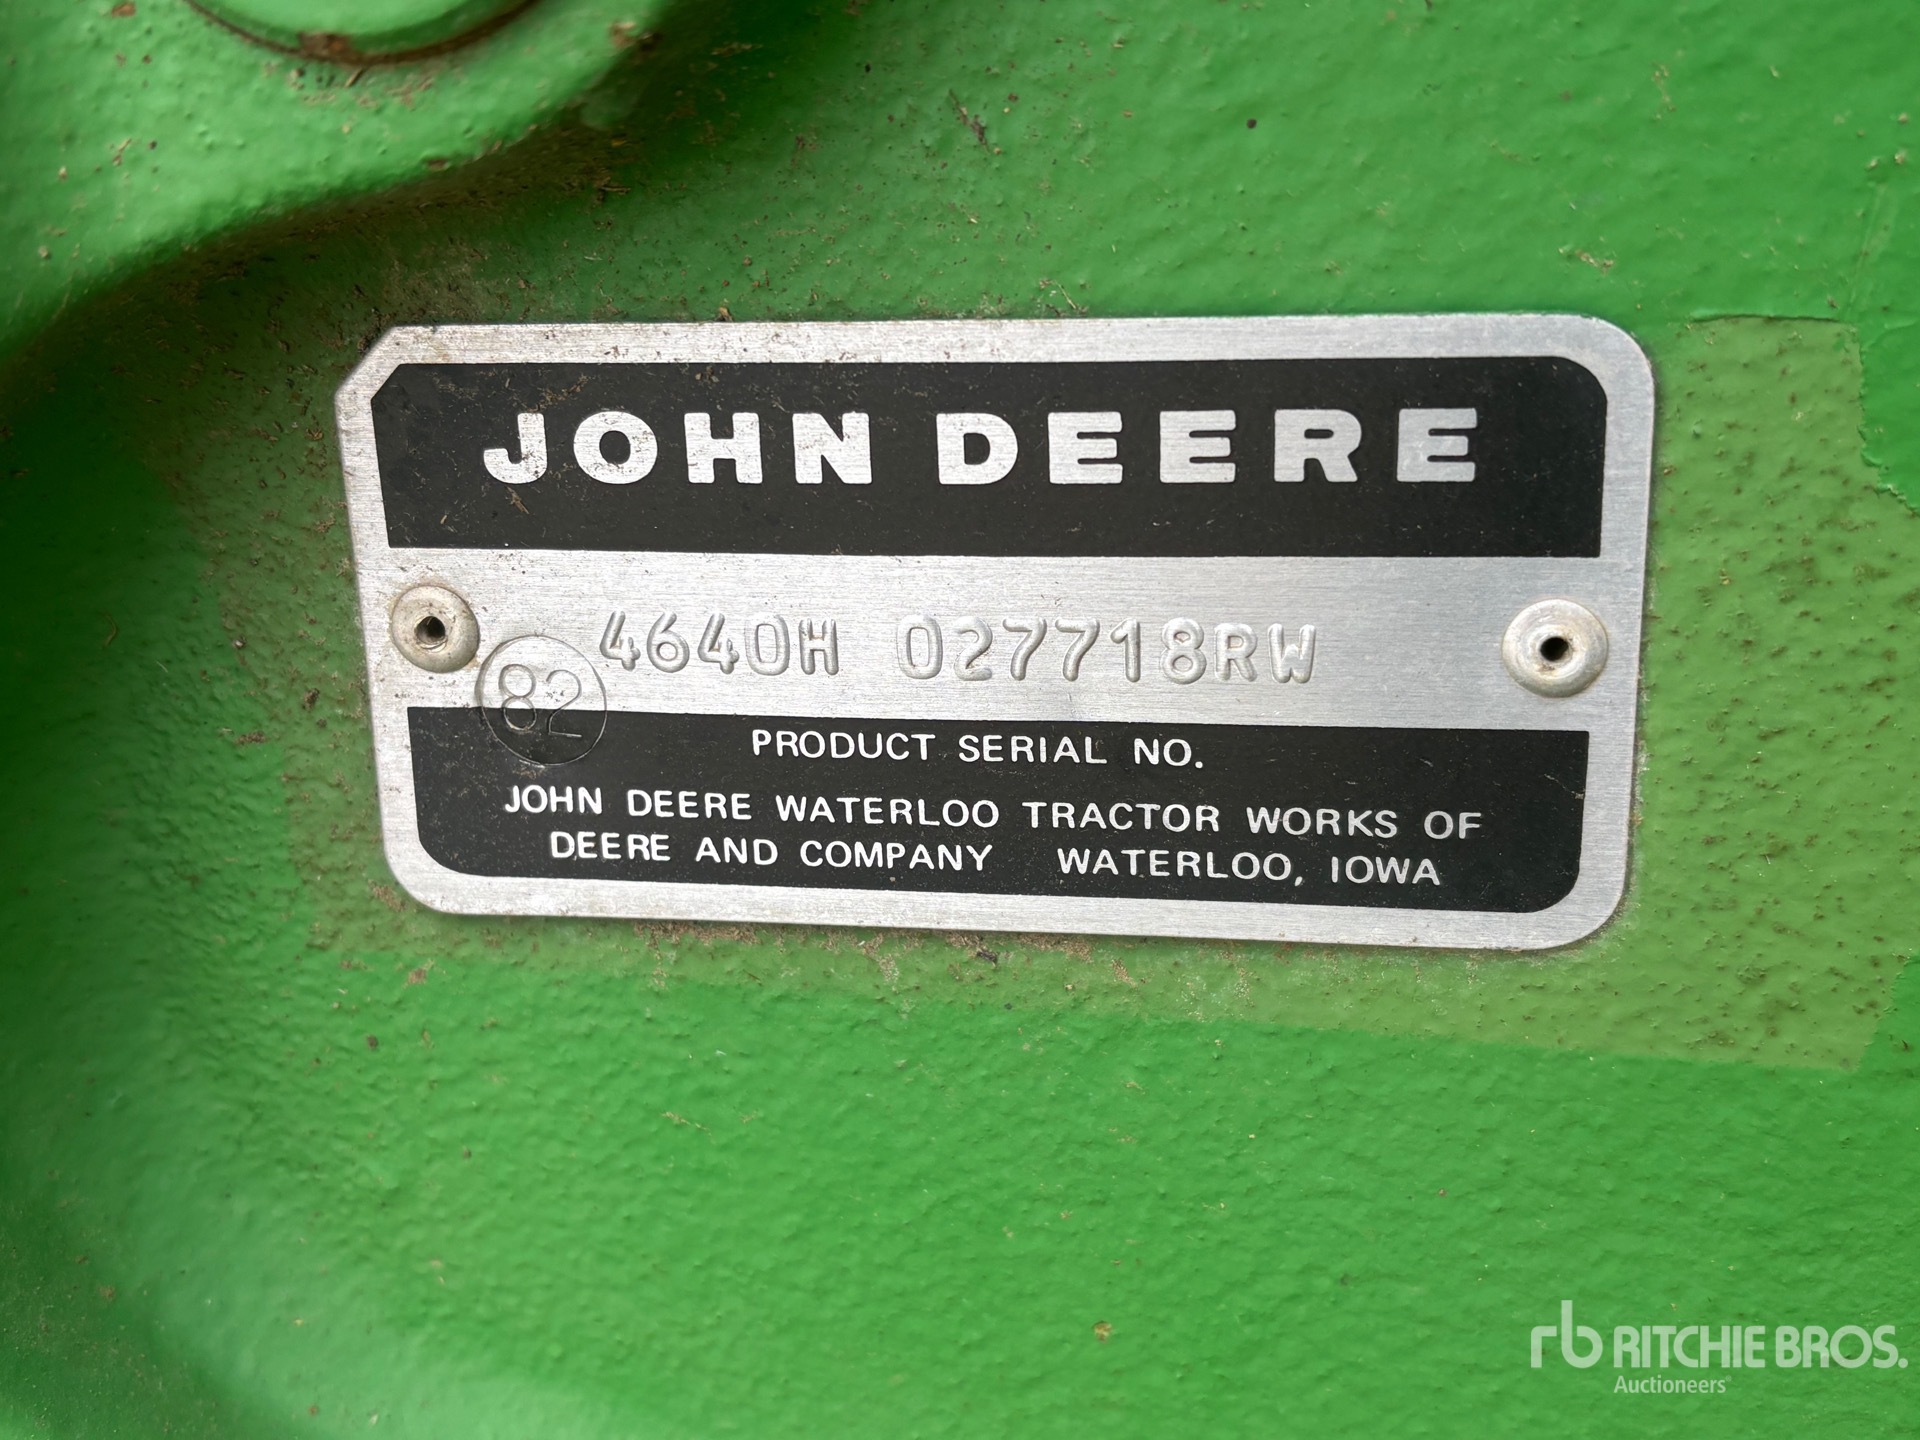 JOHN DEERE
4640H 027718RW
82
PRODUCT SERIAL NO.
JOHN DEERE WATERLOO TRACTOR WORKS OF
DEERE AND COMPANY WATERLOO, IOWA
rb RITCHIE BROS.
Auctioneers